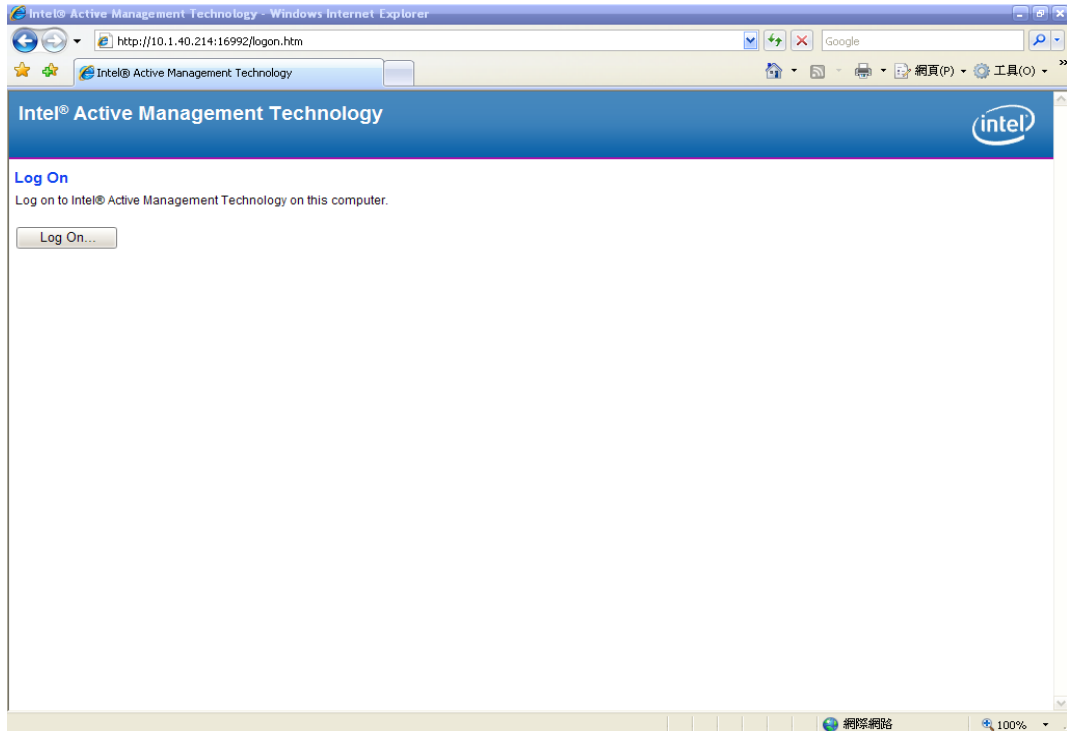 Intel® Active Management Technology - Windows Internet Explorer
http://10.1.40.214:16992/logon.htm
Google
Intel® Active Management Technology
網頁(P)
工具(O)
»
Intel® Active Management Technology
intel
Log On
Log on to Intel® Active Management Technology on this computer.
Log On...
網際網路
100%